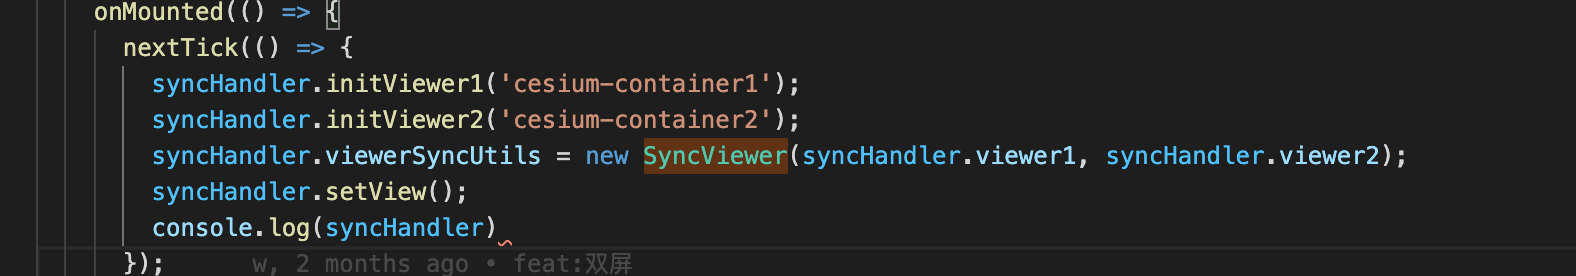 onMounted(() => {
nextTick(() => {
syncHandler.initViewer1('cesium-container1');
syncHandler.initViewer2('cesium-container2');
syncHandler.viewerSyncUtils = new SyncViewer(syncHandler.viewer1, syncHandler.viewer2);
syncHandler.setView();
console.log(syncHandler)
}); w, 2 months ago • feat:双屏